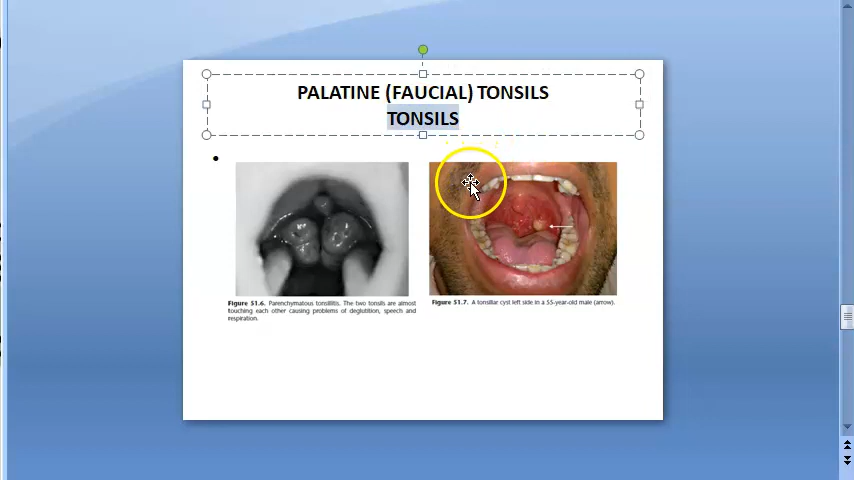 PALATINE (FAUCIAL) TONSILS
TONSILS
Figure 51.6. Parenchymatous tonsillitis. The two tonsils are almost
touching each other causing problems of deglutition, speech and
respiration.
Figure 51.7. A tonsillar cyst left side in a 55-year-old male (arrow).